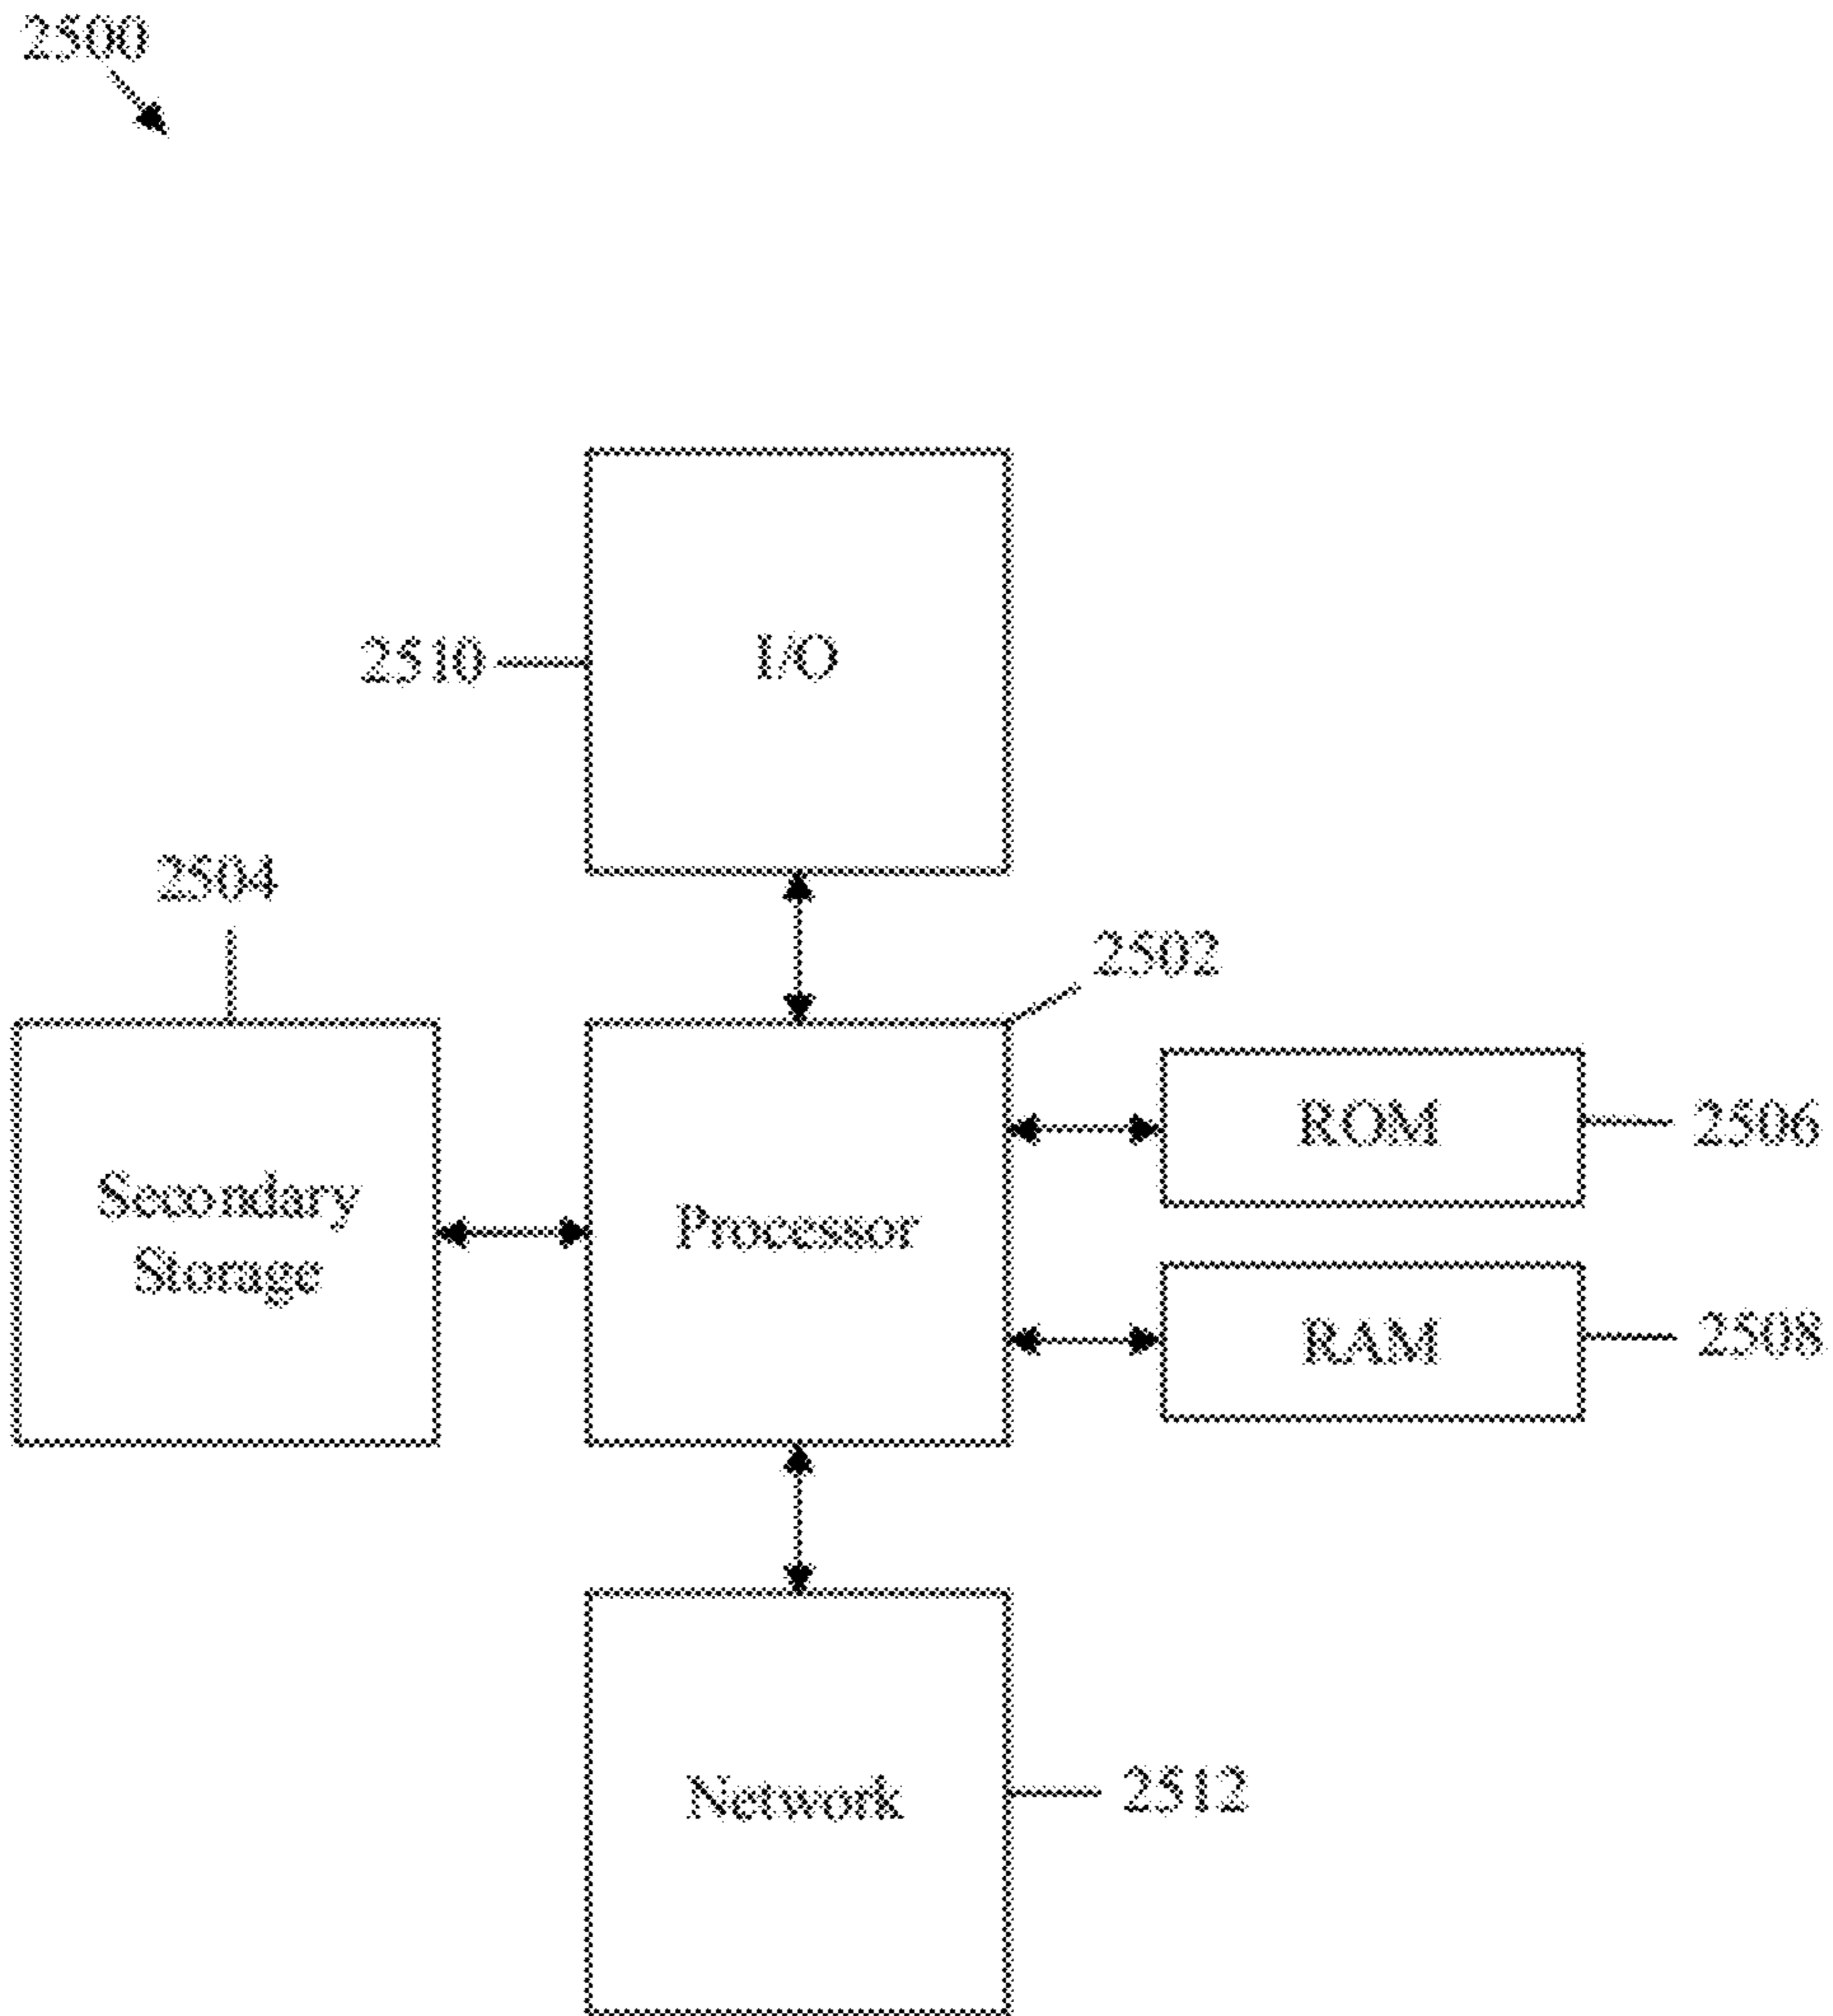 2500
2510
I/O
2504
2502
ROM
2506
Secondary
Storage
Processor
RAM
2508
Network
2512